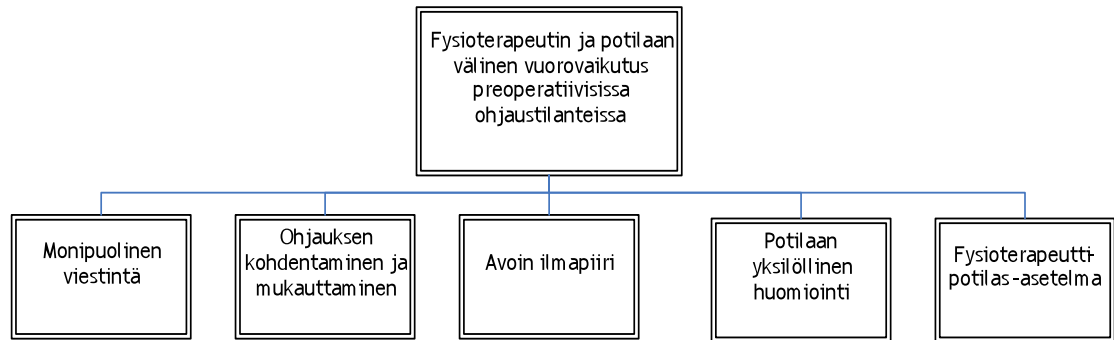 Fysioterapeutin ja potilaan
välinen vuorovaikutus
preoperatiivisissa
ohjaustilanteissa
Monipuolinen
viestintä
Ohjauksen
kohdentaminen ja
mukauttaminen
Avoin ilmapiiri
Potilaan
yksilöllinen
huomiointi
Fysioterapeutti-
potilas-asetelma